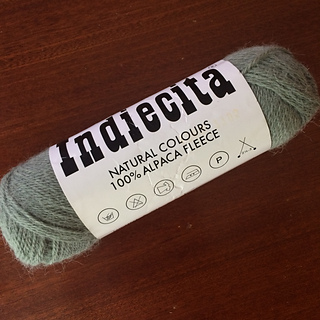 Indiecita
NATURAL COLOURS
100% ALPACA FLEECE
P